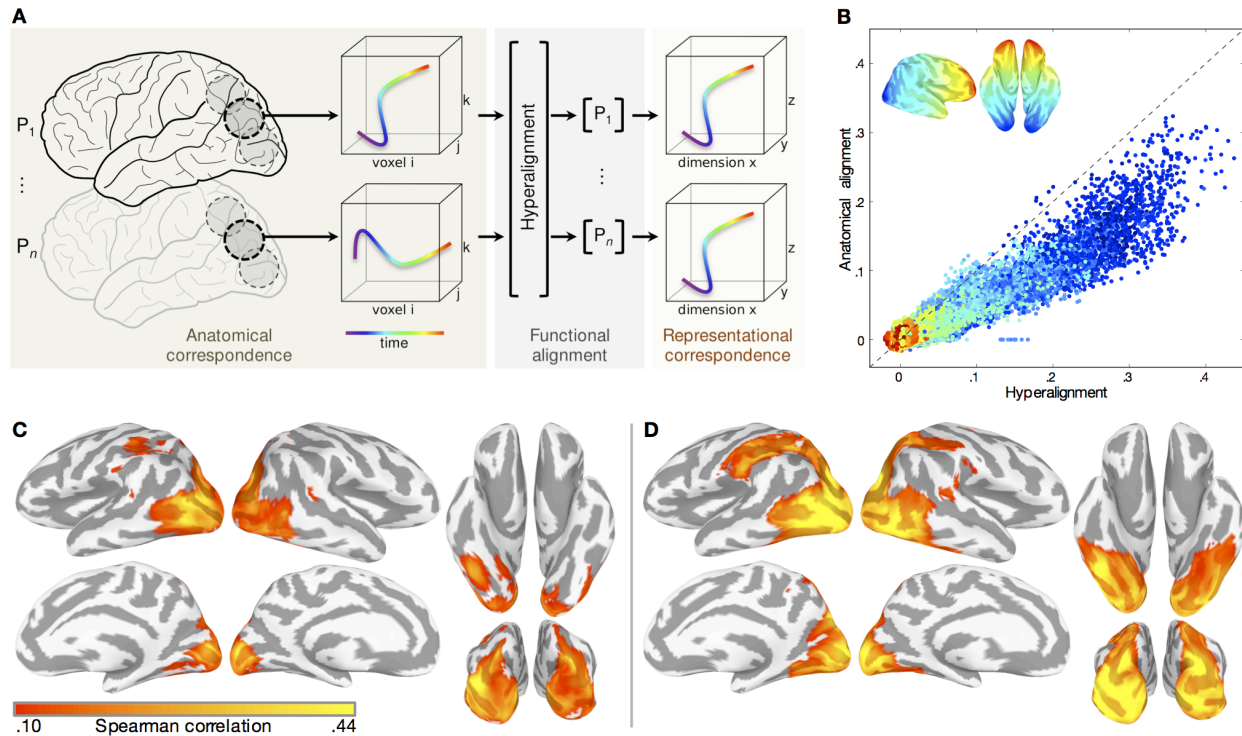 A
P1
⋮
Pn
k
j
voxel i
k
j
voxel i
time
Hyperalignment
[P1]
⋮
[Pn]
z
y
dimension x
z
y
dimension x
Anatomical
correspondence
Functional
alignment
Representational
correspondence
B
Anatomical alignment
.4
.3
.2
.1
0
0
.1
.2
.3
.4
Hyperalignment
C
D
.10
Spearman correlation
.44